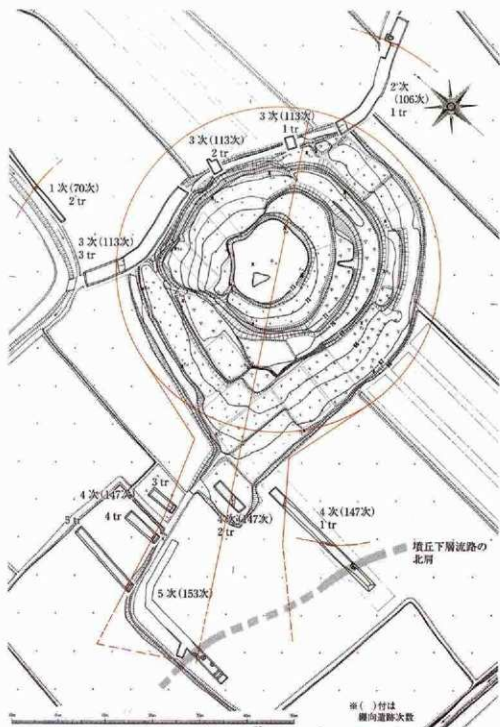 2次
(106次)
1 tr
3 次 (113次)
1 tr
3 次 (113次)
2 tr
1 次 (70次)
2 tr
3 次 (113次)
3 tr
4 次 (147次)
3 tr
4 tr
5 tr
4 次 (147次)
2 tr
4 次 (147次)
1 tr
墳丘下層流路の
北肩
5 次 (153次)
※( )付は
纒向遺跡次数